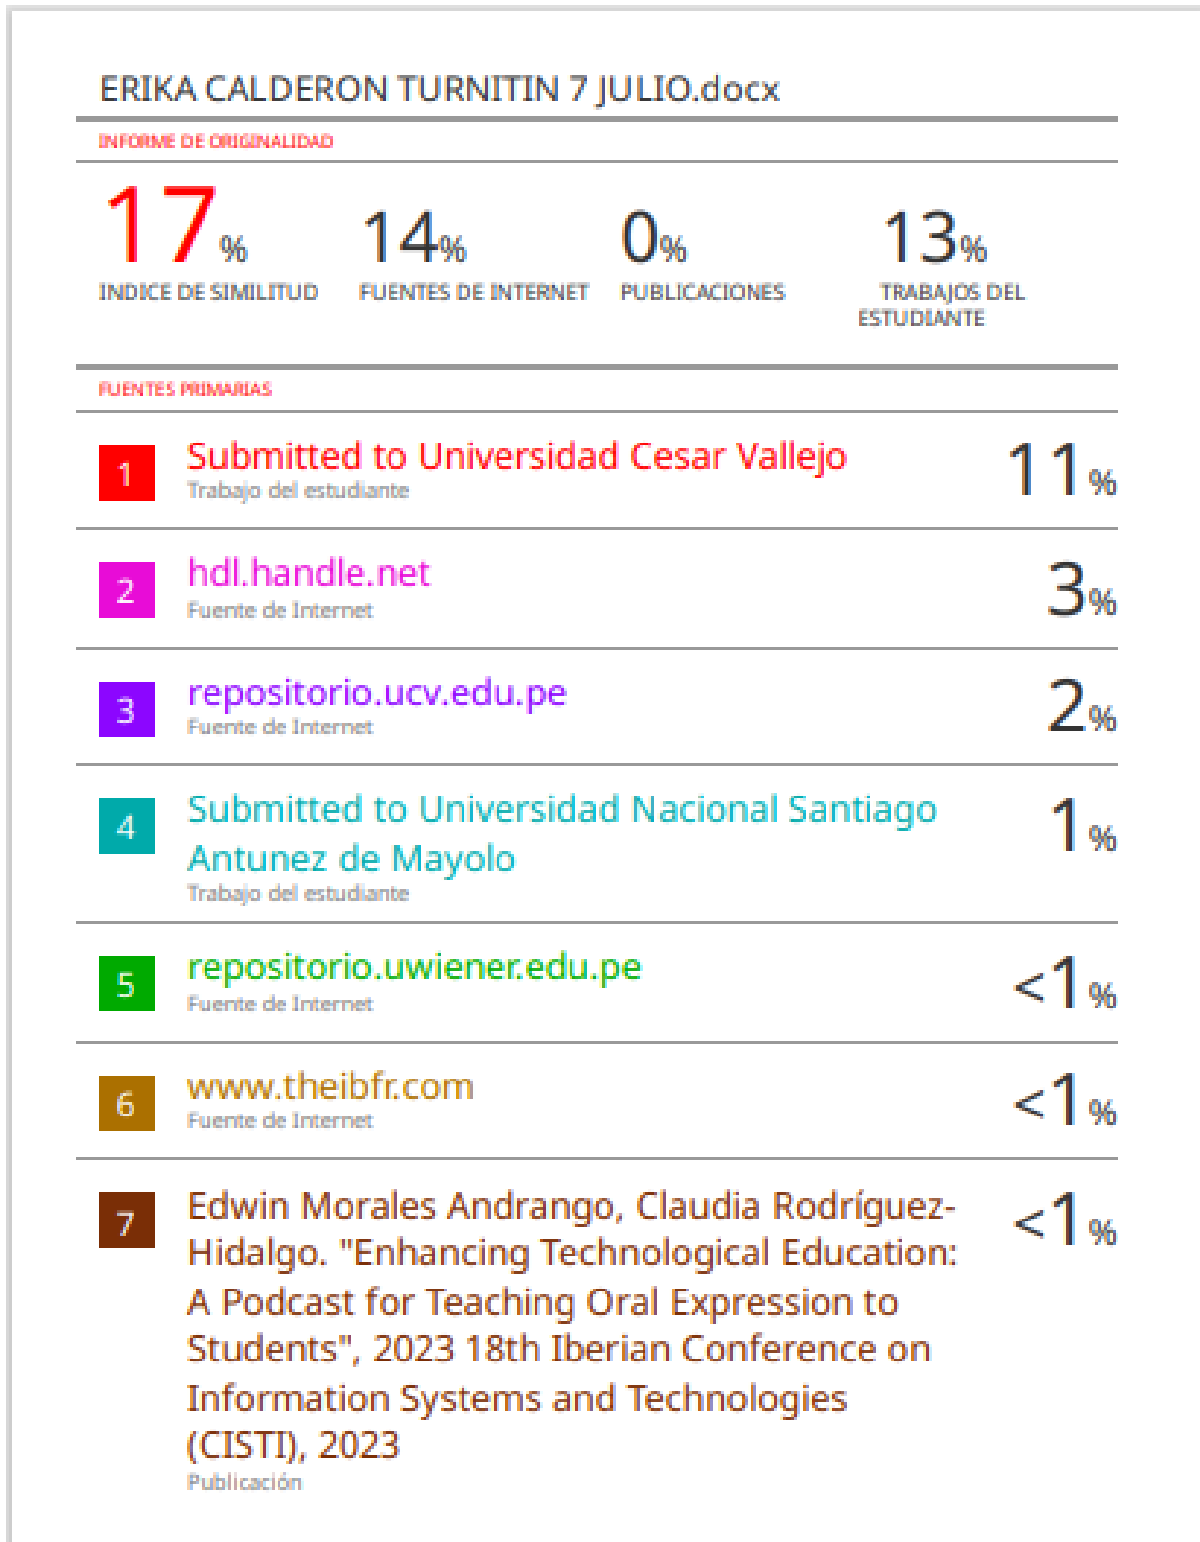 ERIKA CALDERON TURNITIN 7 JULIO.docx
INFORME DE ORIGINALIDAD
17% 14% 0% 13%
INDICE DE SIMILITUD FUENTES DE INTERNET PUBLICACIONES TRABAJOS DEL
ESTUDIANTE
FUENTES PRIMARIAS
1 Submitted to Universidad Cesar Vallejo 11%
Trabajo del estudiante
2 hdl.handle.net 3%
Fuente de Internet
3 repositorio.ucv.edu.pe 2%
Fuente de Internet
4 Submitted to Universidad Nacional Santiago 1%
Antunez de Mayolo
Trabajo del estudiante
5 repositorio.uwiener.edu.pe <1%
Fuente de Internet
6 www.theibfr.com <1%
Fuente de Internet
7 Edwin Morales Andrango, Claudia Rodríguez- <1%
Hidalgo. "Enhancing Technological Education:
A Podcast for Teaching Oral Expression to
Students", 2023 18th Iberian Conference on
Information Systems and Technologies
(CISTI), 2023
Publicación